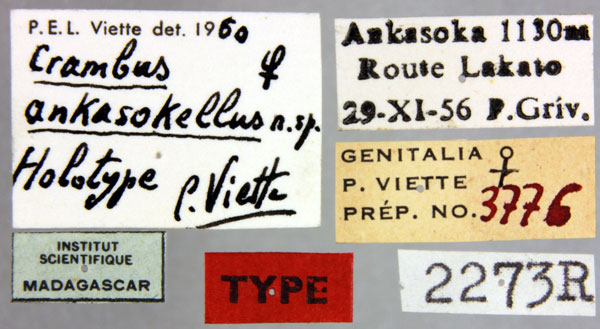 P.E.L. Viette det. 1960
Crambus ♀
ankasokellus n.sp.
Holotype P. Viette
Ankasoka 1130m
Route Lakato
29-XI-56 P.Griv.
GENITALIA ♀
P. VIETTE
PRÉP. NO. 3776
INSTITUT
SCIENTIFIQUE
MADAGASCAR
TYPE
2273R